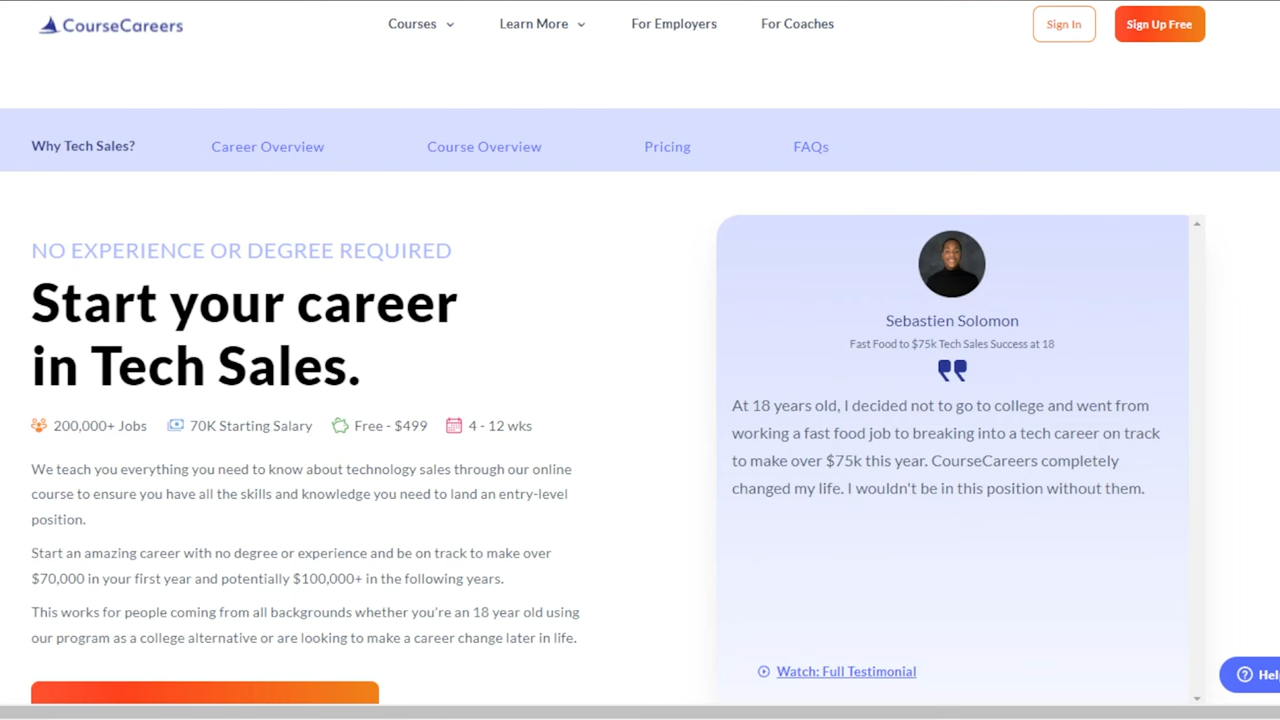 CourseCareers
Courses
Learn More
For Employers
For Coaches
Sign In
Sign Up Free
Why Tech Sales?
Career Overview
Course Overview
Pricing
FAQs
NO EXPERIENCE OR DEGREE REQUIRED
Start your career
in Tech Sales.
200,000+ Jobs
70K Starting Salary
Free - $499
4 - 12 wks
We teach you everything you need to know about technology sales through our online
course to ensure you have all the skills and knowledge you need to land an entry-level
position.
Start an amazing career with no degree or experience and be on track to make over
$70,000 in your first year and potentially $100,000+ in the following years.
This works for people coming from all backgrounds whether you're an 18 year old using
our program as a college alternative or are looking to make a career change later in life.
Sebastien Solomon
Fast Food to $75k Tech Sales Success at 18
At 18 years old, I decided not to go to college and went from
working a fast food job to breaking into a tech career on track
to make over $75k this year. CourseCareers completely
changed my life. I wouldn't be in this position without them.
Watch: Full Testimonial